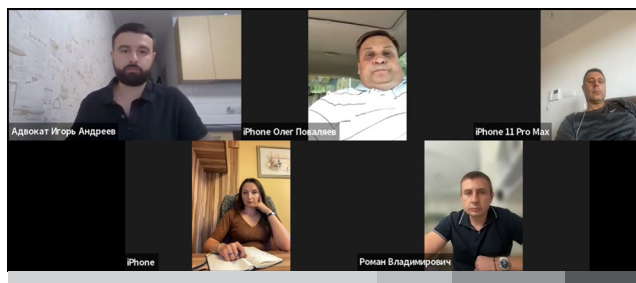 Адвокат Игорь Андреев
iPhone Олег Поваляев
iPhone 11 Pro Max
iPhone
Роман Владимирович